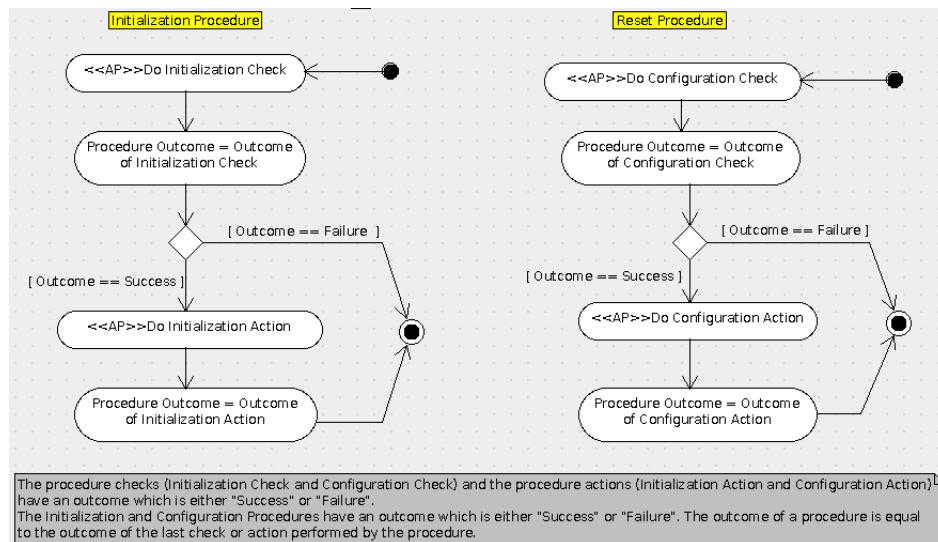 Initialization Procedure
<<AP>>Do Initialization Check
Procedure Outcome = Outcome
of Initialization Check
[ Outcome == Failure ]
[ Outcome == Success ]
<<AP>>Do Initialization Action
Procedure Outcome = Outcome
of Initialization Action
Reset Procedure
<<AP>>Do Configuration Check
Procedure Outcome = Outcome
of Configuration Check
[ Outcome == Failure ]
[ Outcome == Success ]
<<AP>>Do Configuration Action
Procedure Outcome = Outcome
of Configuration Action
The procedure checks (Initialization Check and Configuration Check) and the procedure actions (Initialization Action and Configuration Action)
have an outcome which is either "Success" or "Failure".
The Initialization and Configuration Procedures have an outcome which is either "Success" or "Failure". The outcome of a procedure is equal
to the outcome of the last check or action performed by the procedure.